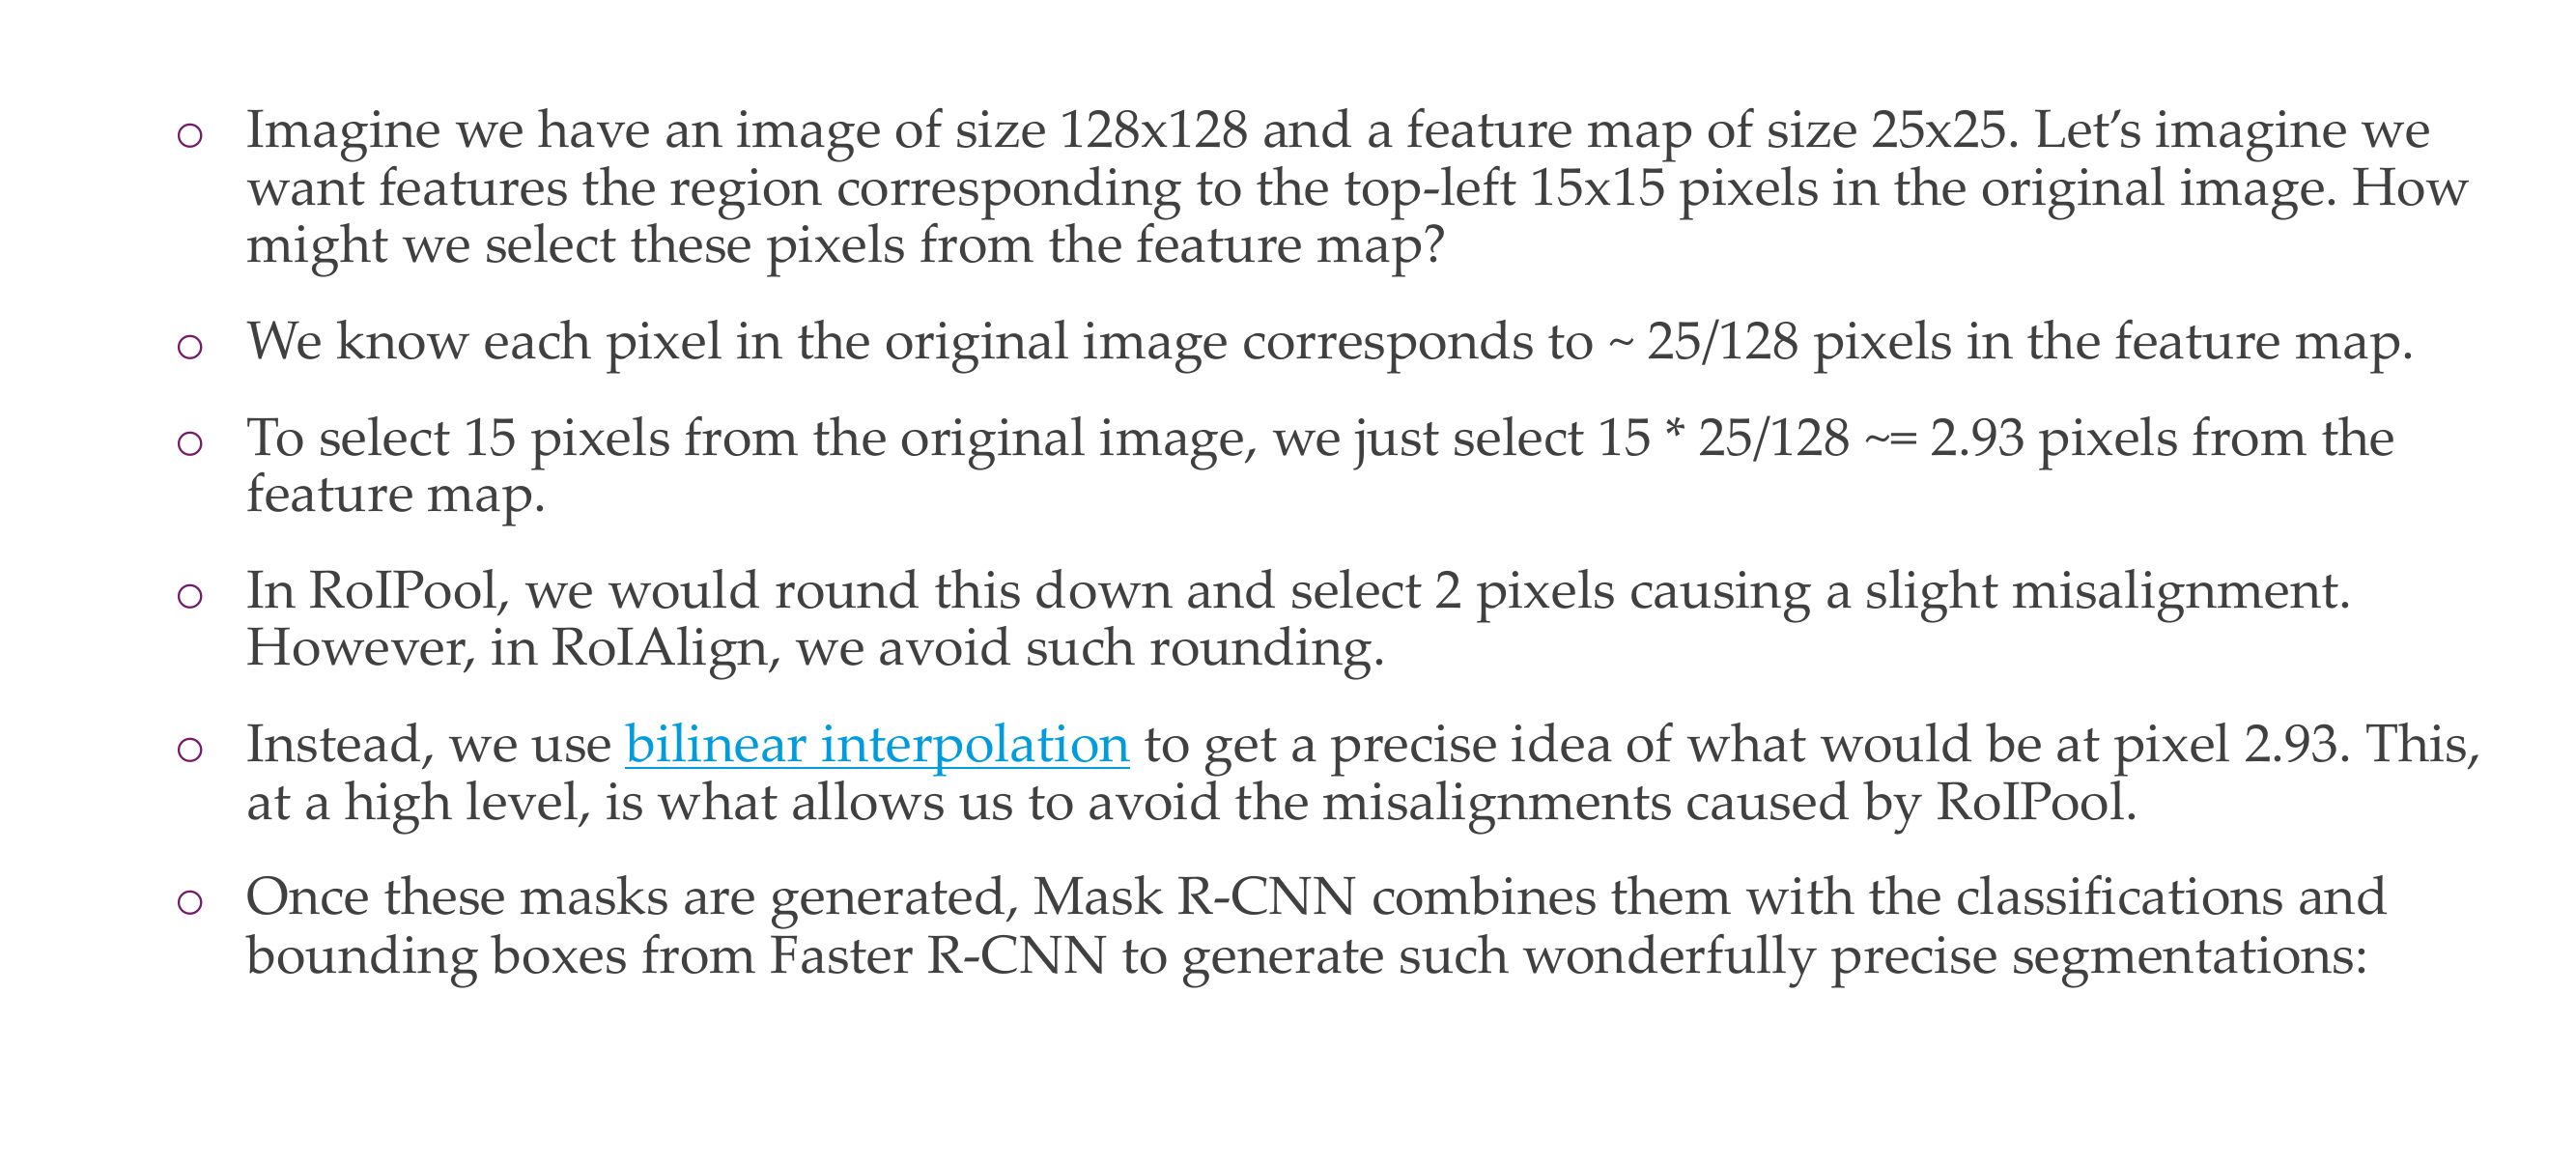 ○ Imagine we have an image of size 128x128 and a feature map of size 25x25. Let’s imagine we
want features the region corresponding to the top-left 15x15 pixels in the original image. How
might we select these pixels from the feature map?
○ We know each pixel in the original image corresponds to ~ 25/128 pixels in the feature map.
○ To select 15 pixels from the original image, we just select 15 * 25/128 ~= 2.93 pixels from the
feature map.
○ In RoIPool, we would round this down and select 2 pixels causing a slight misalignment.
However, in RoIAlign, we avoid such rounding.
○ Instead, we use bilinear interpolation to get a precise idea of what would be at pixel 2.93. This,
at a high level, is what allows us to avoid the misalignments caused by RoIPool.
○ Once these masks are generated, Mask R-CNN combines them with the classifications and
bounding boxes from Faster R-CNN to generate such wonderfully precise segmentations: